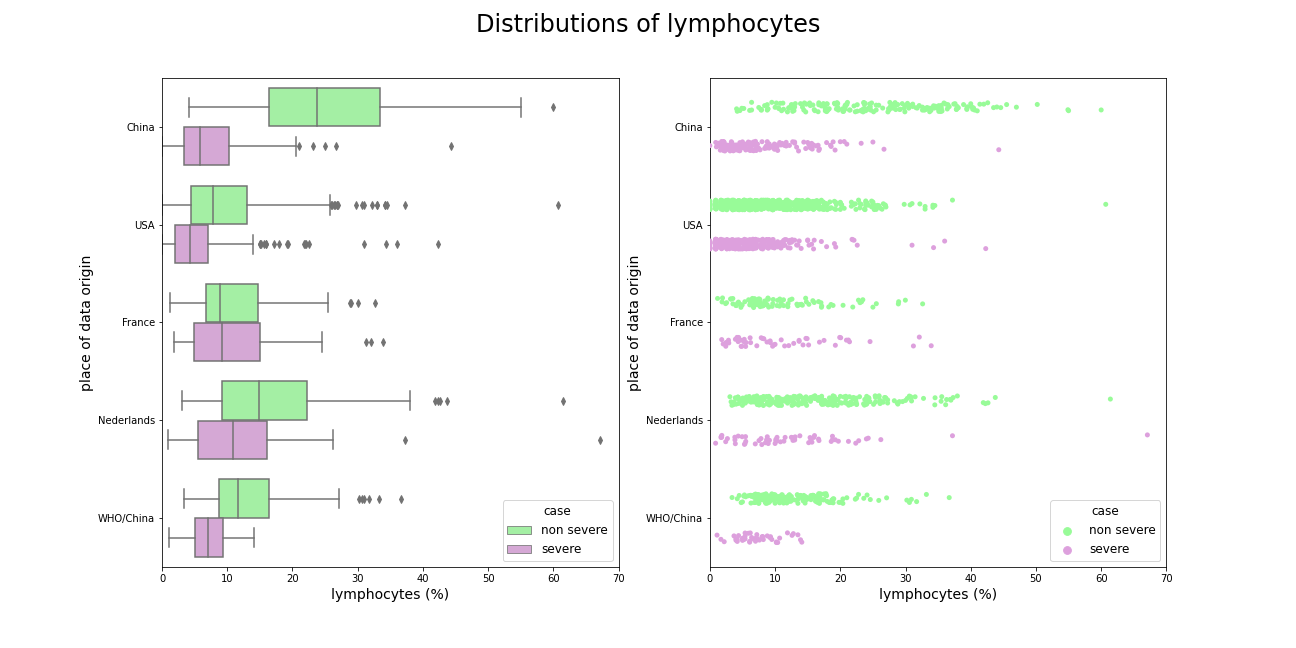 Distributions of lymphocytes
place of data origin
China
USA
France
Nederlands
WHO/China
0 10 20 30 40 50 60 70
lymphocytes (%)
case
non severe
severe
place of data origin
China
USA
France
Nederlands
WHO/China
0 10 20 30 40 50 60 70
lymphocytes (%)
case
non severe
severe